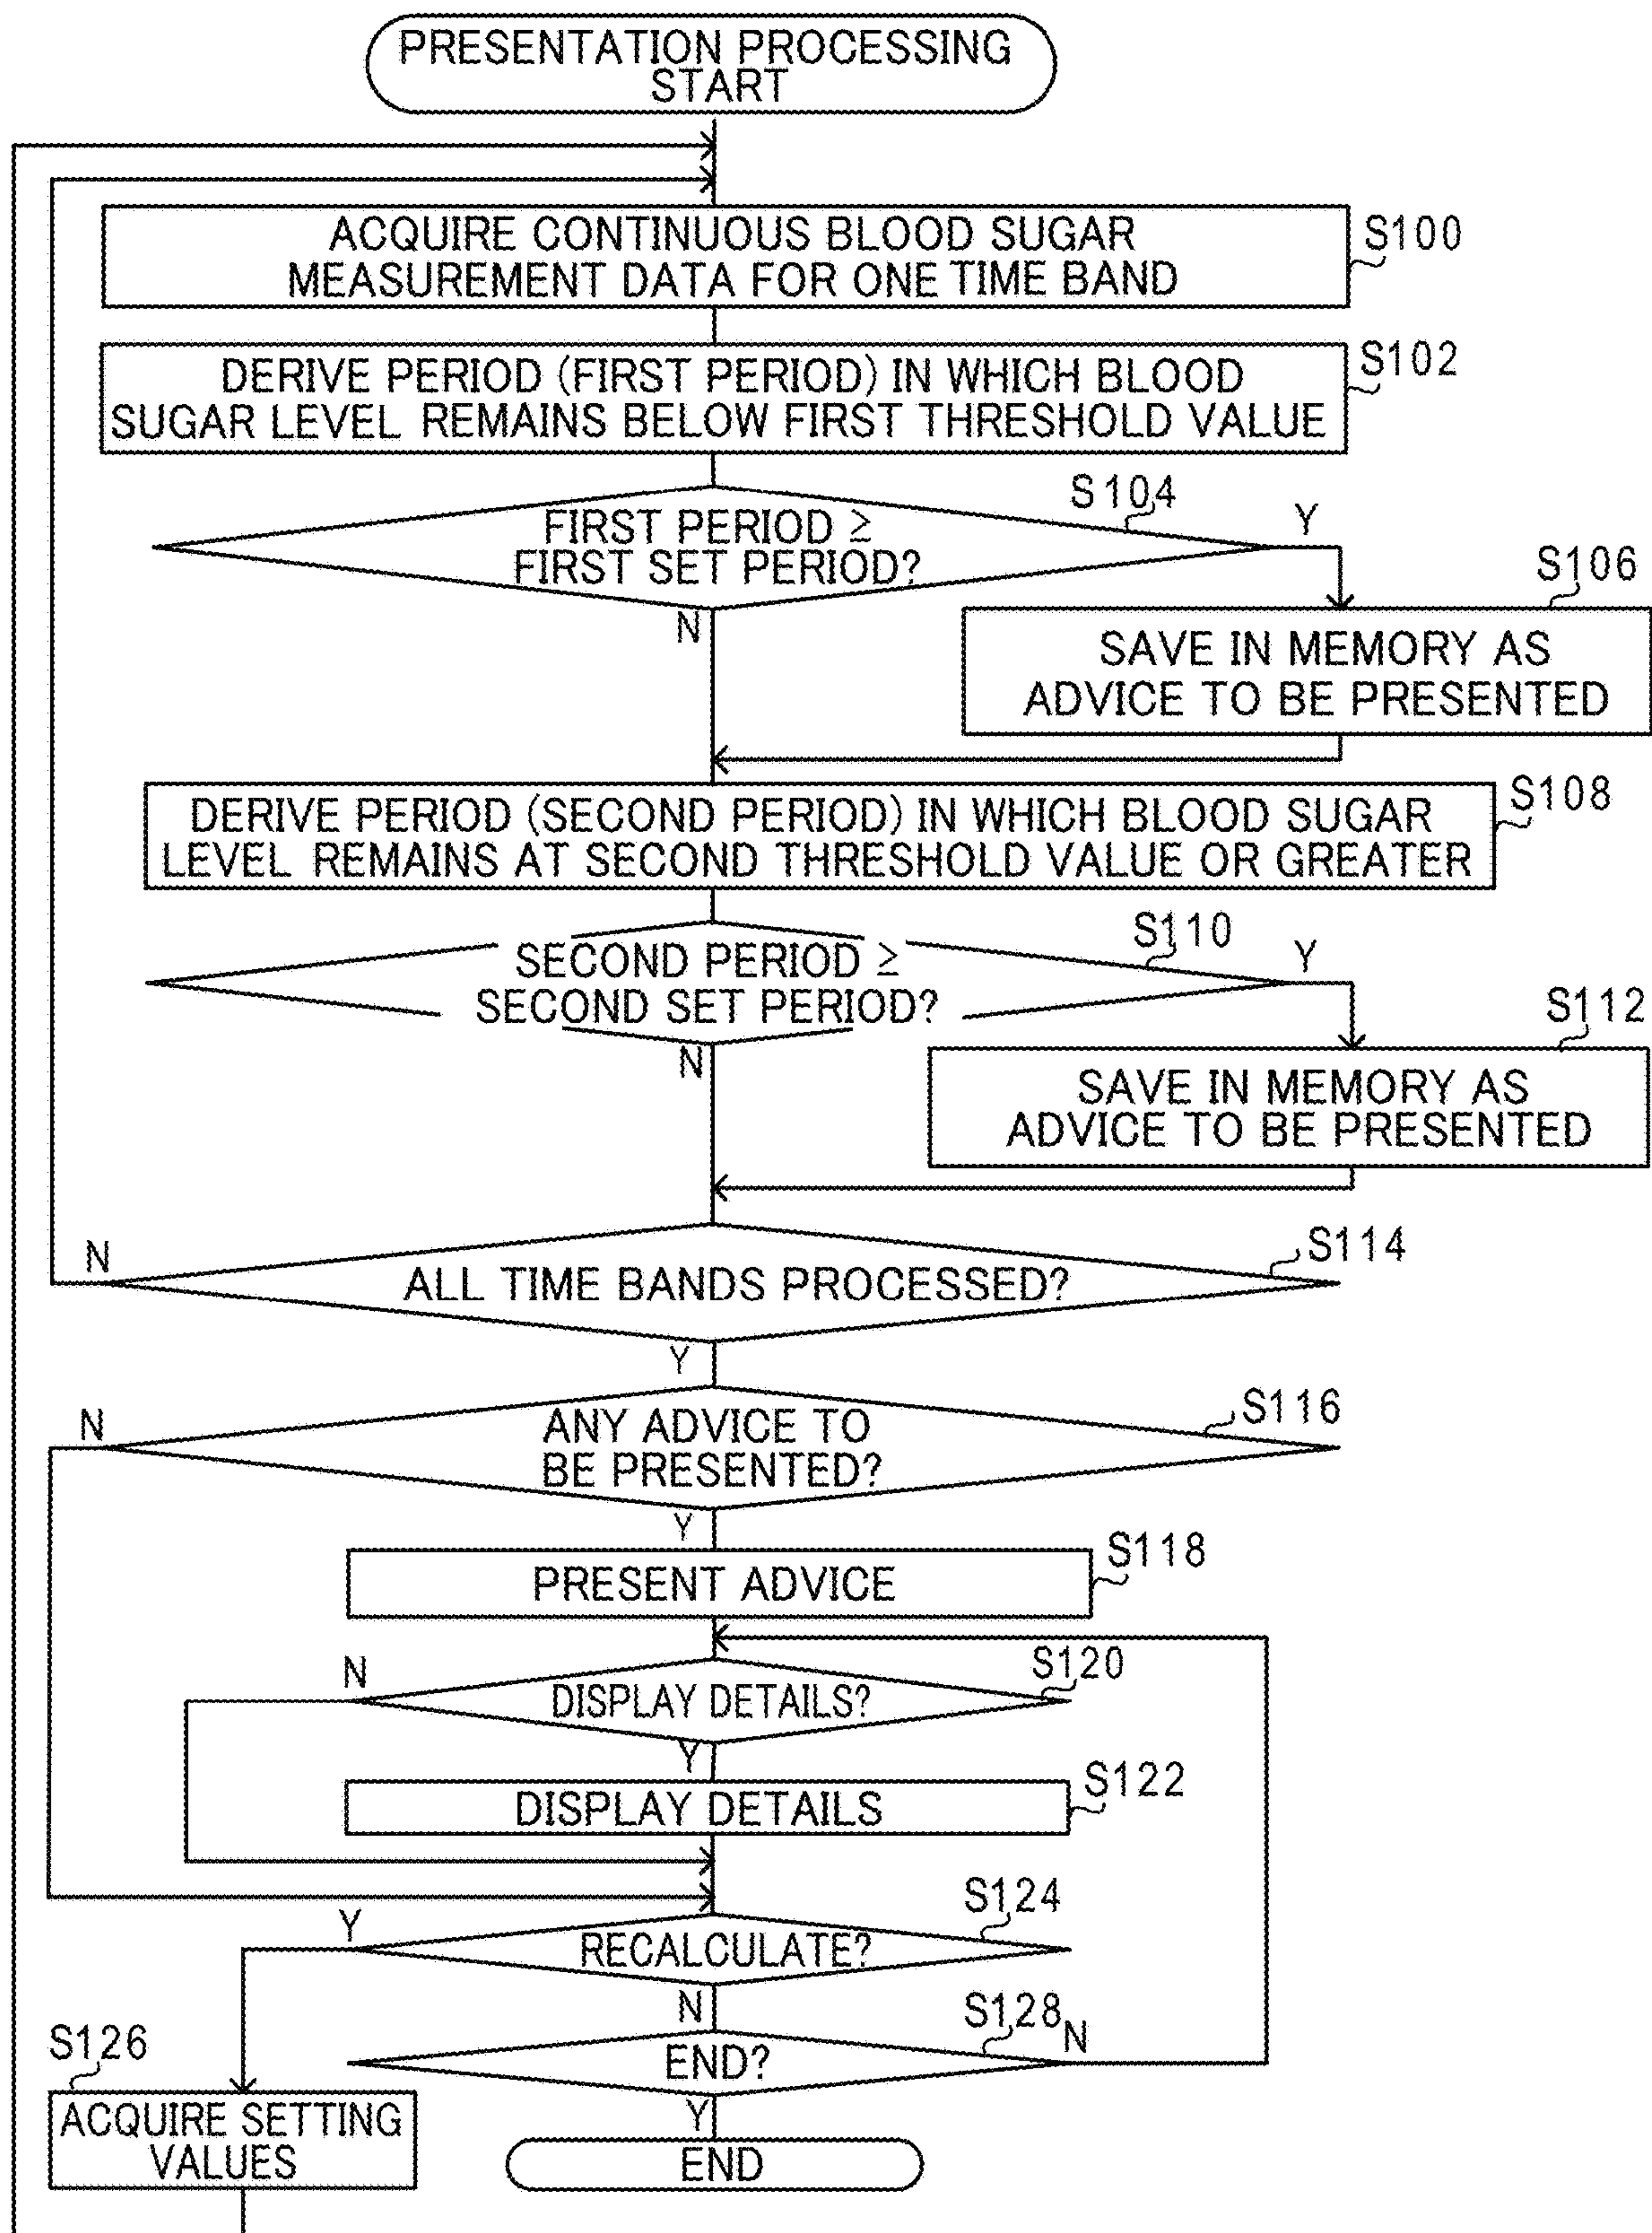 PRESENTATION PROCESSING
START
ACQUIRE CONTINUOUS BLOOD SUGAR
MEASUREMENT DATA FOR ONE TIME BAND
S100
DERIVE PERIOD (FIRST PERIOD) IN WHICH BLOOD
SUGAR LEVEL REMAINS BELOW FIRST THRESHOLD VALUE
S102
S104
FIRST PERIOD ≥
FIRST SET PERIOD?
Y
N
S106
SAVE IN MEMORY AS
ADVICE TO BE PRESENTED
DERIVE PERIOD (SECOND PERIOD) IN WHICH BLOOD SUGAR
LEVEL REMAINS AT SECOND THRESHOLD VALUE OR GREATER
S108
S110
SECOND PERIOD ≥
SECOND SET PERIOD?
Y
N
S112
SAVE IN MEMORY AS
ADVICE TO BE PRESENTED
N
ALL TIME BANDS PROCESSED?
S114
Y
N
ANY ADVICE TO
BE PRESENTED?
S116
Y
PRESENT ADVICE
S118
N
DISPLAY DETAILS?
S120
Y
DISPLAY DETAILS
S122
Y
RECALCULATE?
S124
N
S126
ACQUIRE SETTING
VALUES
END?
S128
N
Y
END